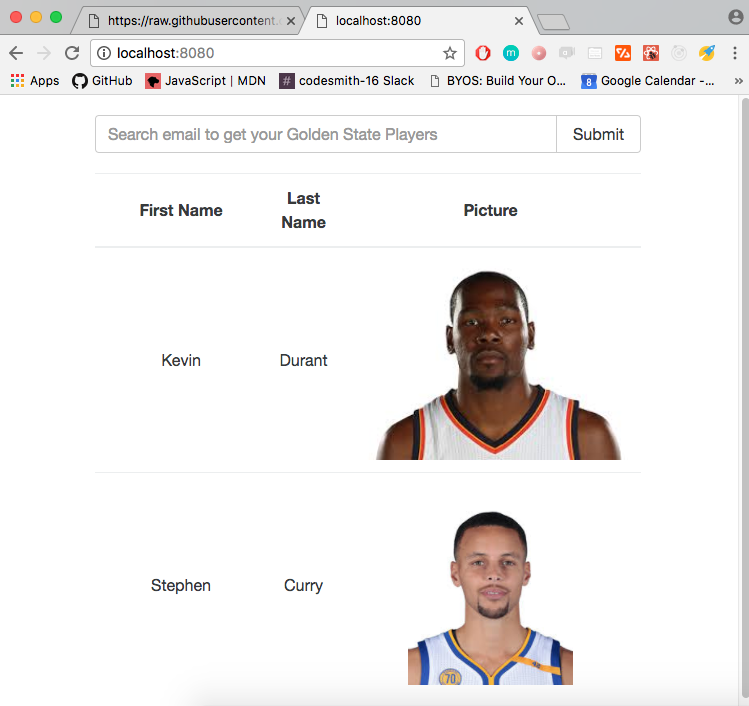 https://raw.githubusercontent.c
localhost:8080
localhost:8080
Apps
GitHub
JavaScript | MDN
# codesmith-16 Slack
BYOS: Build Your O...
8 Google Calendar -...
»
Search email to get your Golden State Players
Submit
First Name
Last
Name
Picture
Kevin
Durant
Stephen
Curry
70